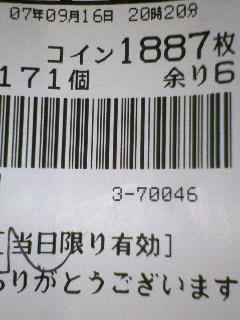 07年09月16日 20時20分
コイン1887枚
171個 余り6
3-70046
[当日限り有効]
ありがとうございます